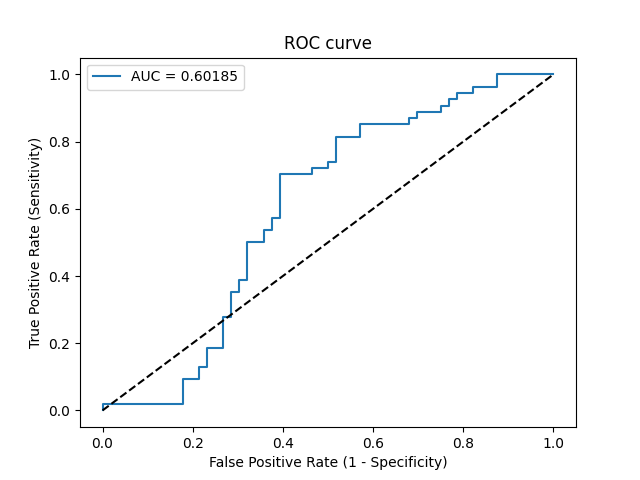 ROC curve
AUC = 0.60185
True Positive Rate (Sensitivity)
1.0
0.8
0.6
0.4
0.2
0.0
0.0 0.2 0.4 0.6 0.8 1.0
False Positive Rate (1 - Specificity)